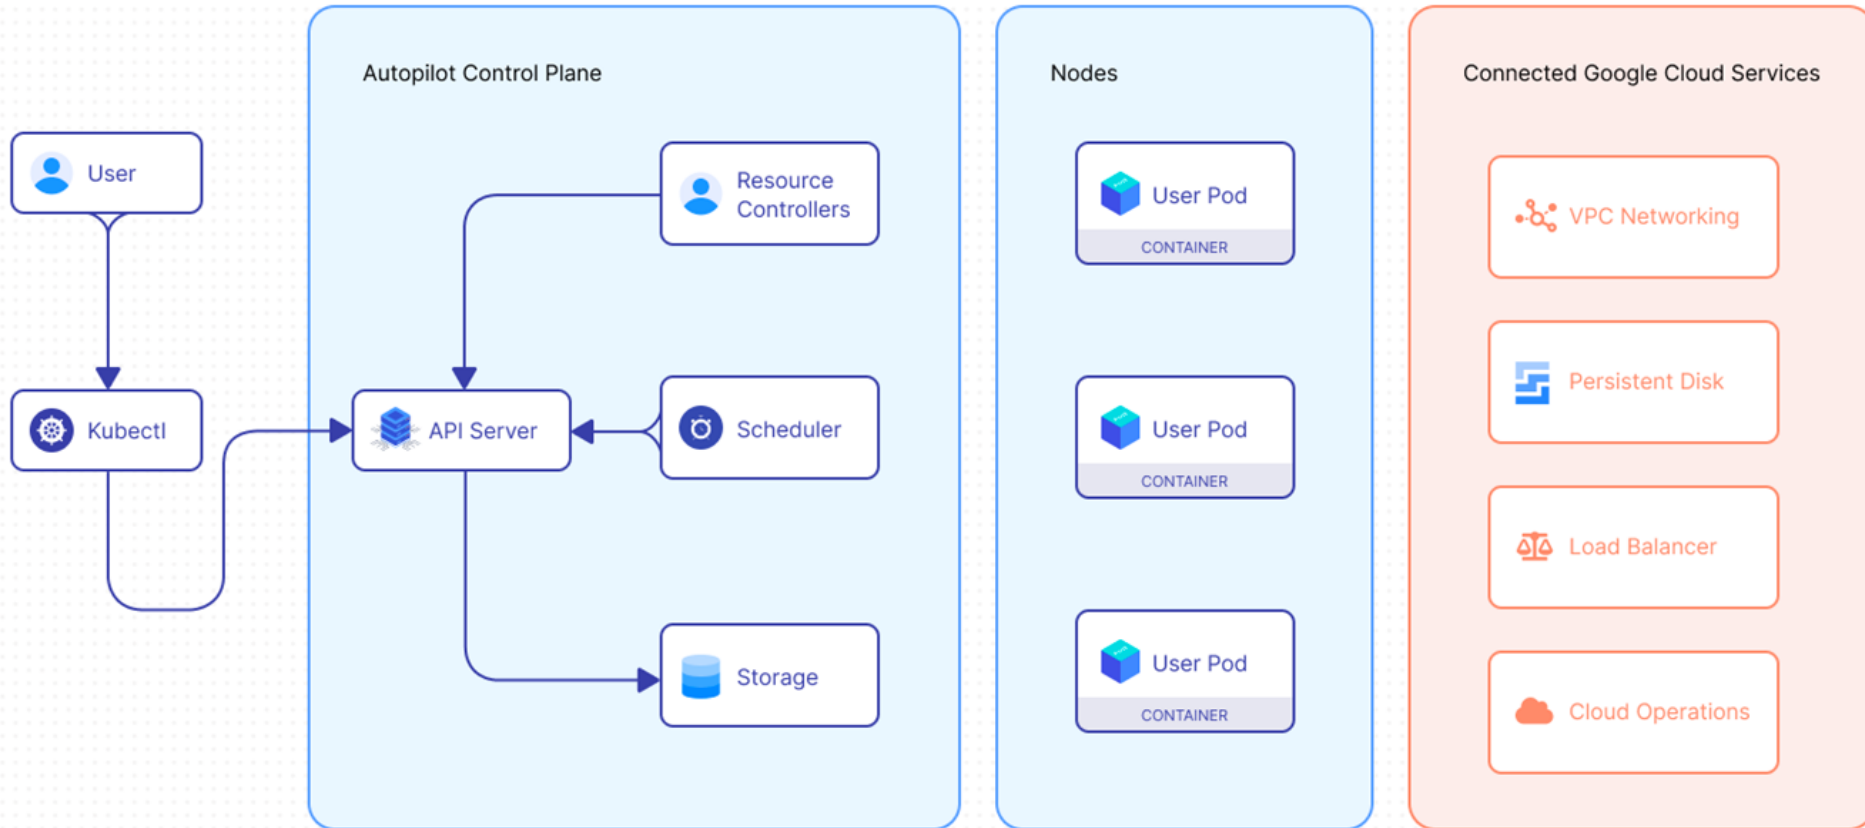 Autopilot Control Plane
Nodes
Connected Google Cloud Services
User
Kubectl
Resource
Controllers
API Server
Scheduler
Storage
User Pod
CONTAINER
User Pod
CONTAINER
User Pod
CONTAINER
VPC Networking
Persistent Disk
Load Balancer
Cloud Operations